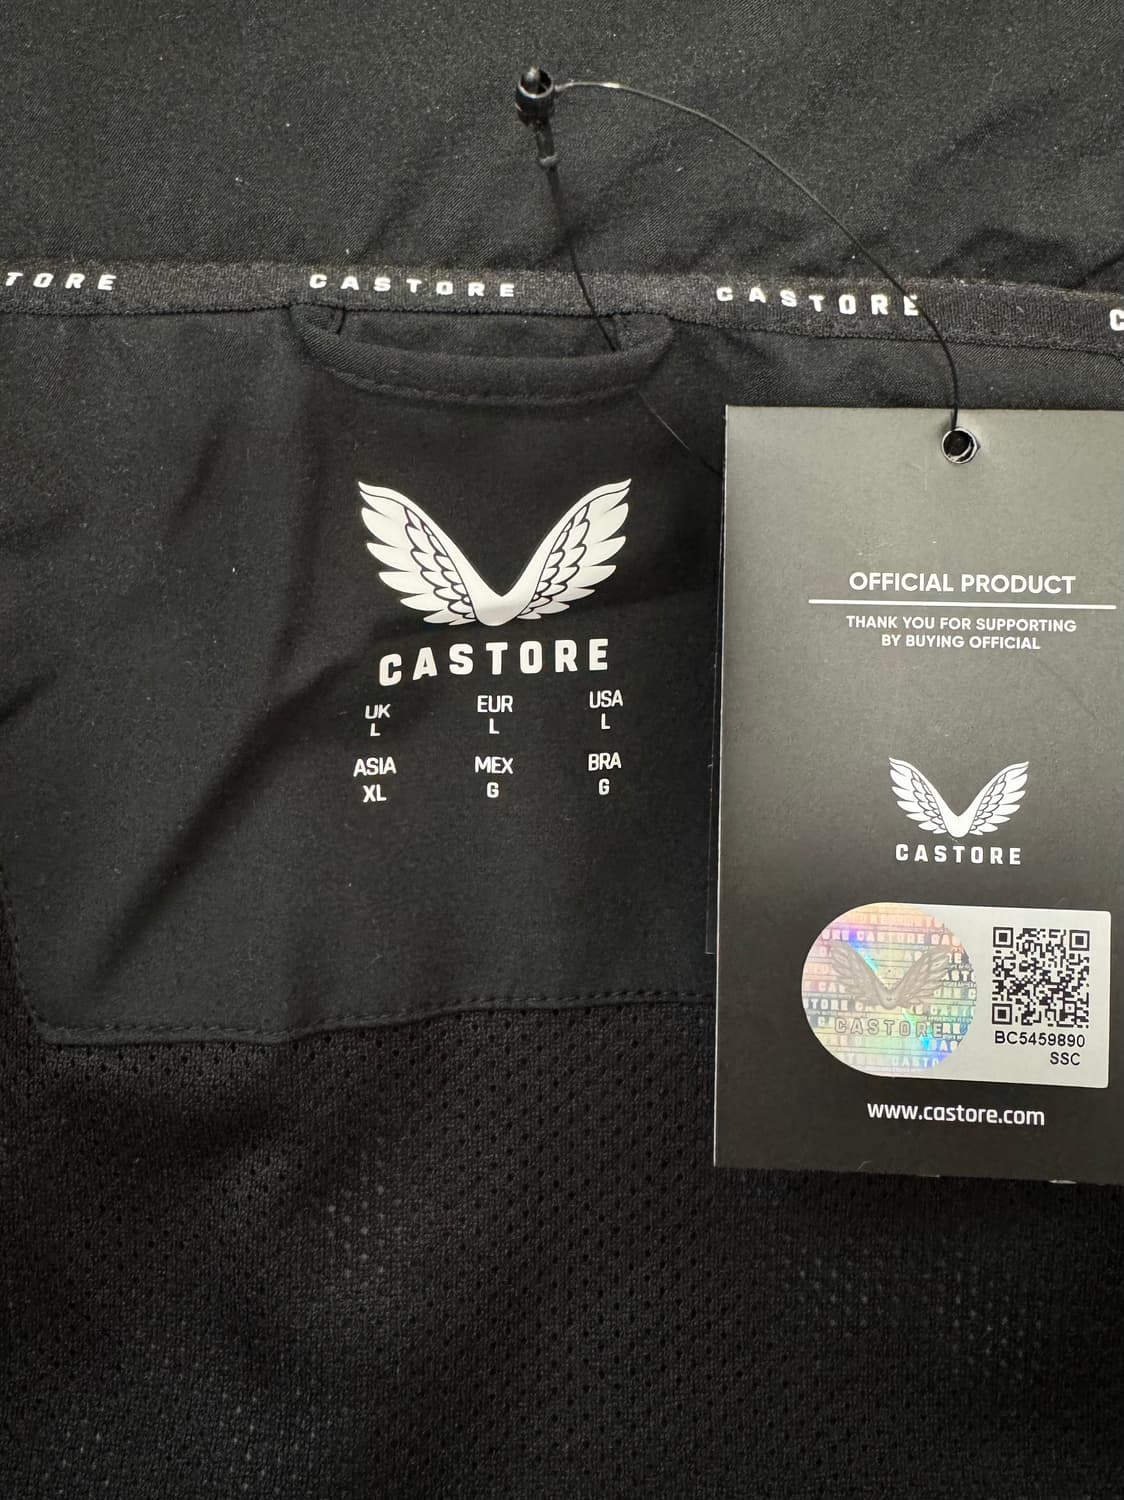 TORE CASTORE CASTORE C
CASTORE
UK EUR USA
L L L
ASIA MEX BRA
XL G G
OFFICIAL PRODUCT
THANK YOU FOR SUPPORTING
BY BUYING OFFICIAL
CASTORE
CASTORE
BC5459890
SSC
www.castore.com